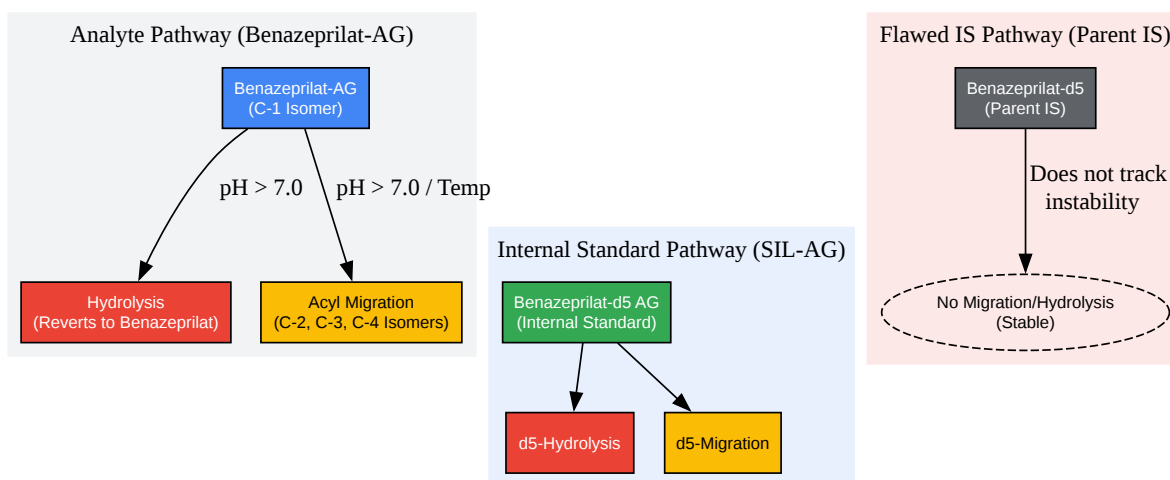 Analyte Pathway (Benazeprilat-AG)
Benazeprilat-AG
(C-1 Isomer)
pH > 7.0
pH > 7.0 / Temp
Hydrolysis
(Reverts to Benazeprilat)
Acyl Migration
(C-2, C-3, C-4 Isomers)
Internal Standard Pathway (SIL-AG)
Benazeprilat-d5 AG
(Internal Standard)
d5-Hydrolysis
d5-Migration
Flawed IS Pathway (Parent IS)
Benazeprilat-d5
(Parent IS)
Does not track
instability
No Migration/Hydrolysis
(Stable)